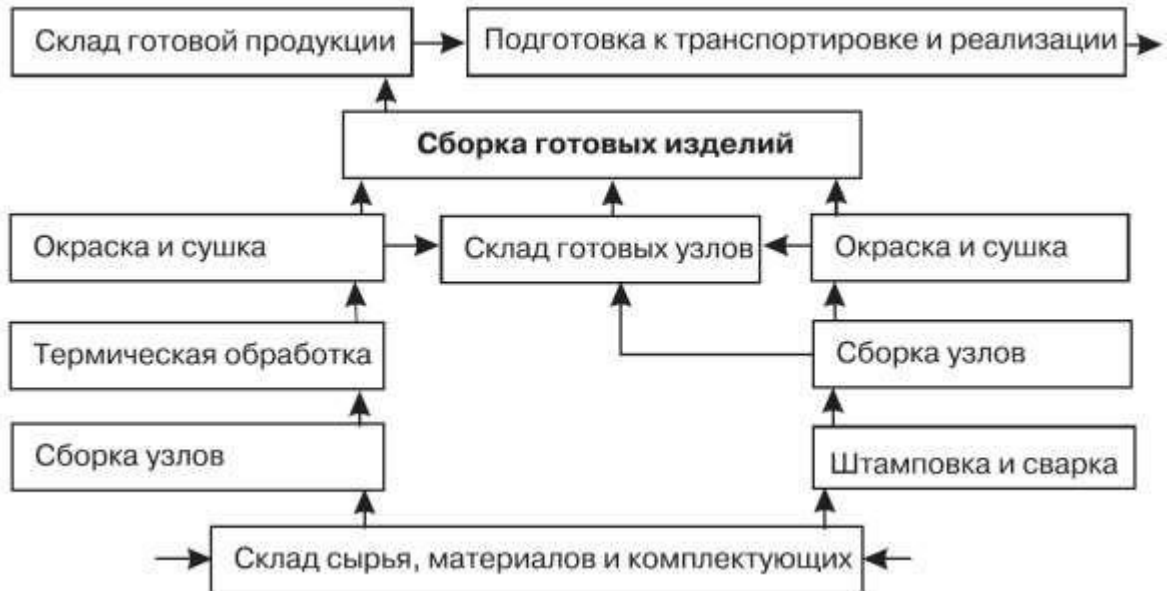 Склад готовой продукции
Подготовка к транспортировке и реализации
Сборка готовых изделий
Окраска и сушка
Склад готовых узлов
Окраска и сушка
Термическая обработка
Сборка узлов
Сборка узлов
Штамповка и сварка
Склад сырья, материалов и комплектующих